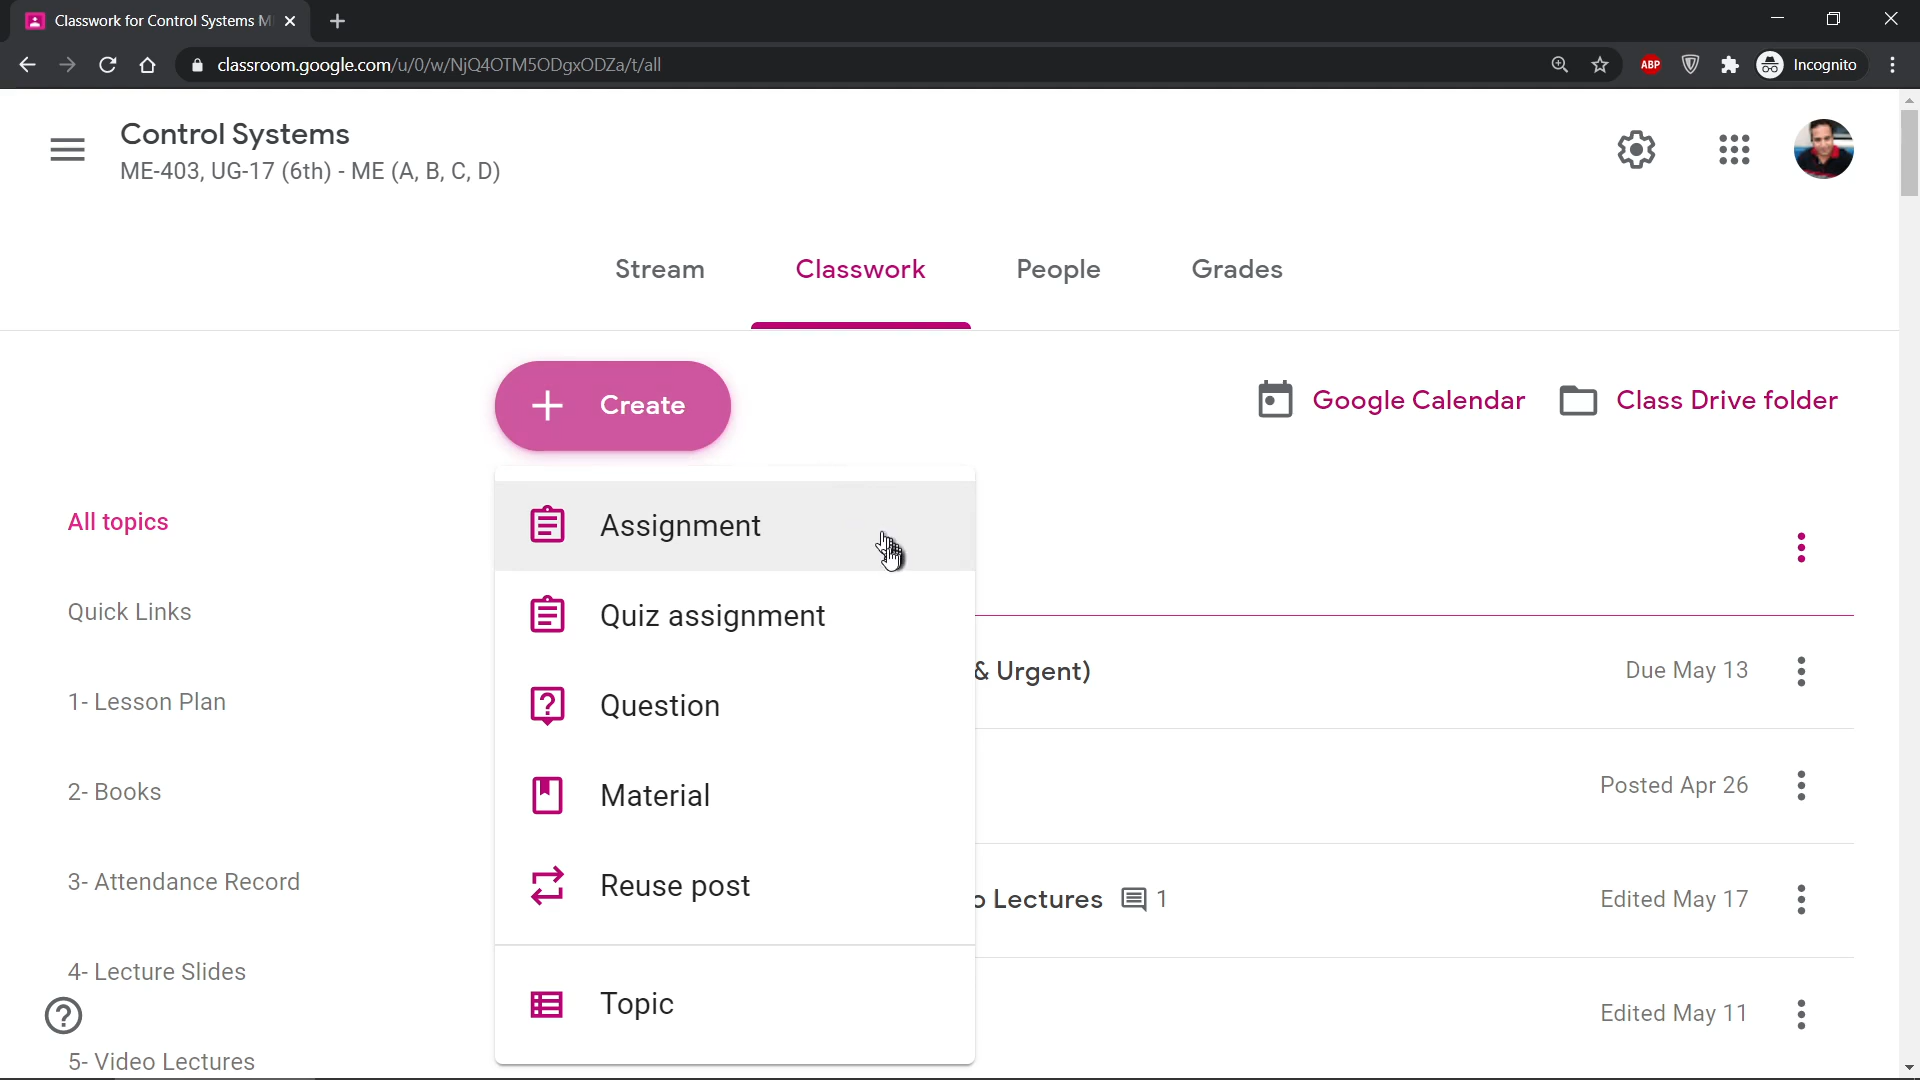 Classwork for Control Systems M
classroom.google.com/u/0/w/NjQ4OTM5ODgxODZa/t/all
ABP
Incognito
Control Systems
ME-403, UG-17 (6th) - ME (A, B, C, D)
Stream
Classwork
People
Grades
Create
Google Calendar
Class Drive folder
All topics
Quick Links
1- Lesson Plan
2- Books
3- Attendance Record
4- Lecture Slides
5- Video Lectures
Assignment
Quiz assignment
Question
Material
Reuse post
Topic
& Urgent)
Due May 13
Posted Apr 26
o Lectures 1
Edited May 17
Edited May 11